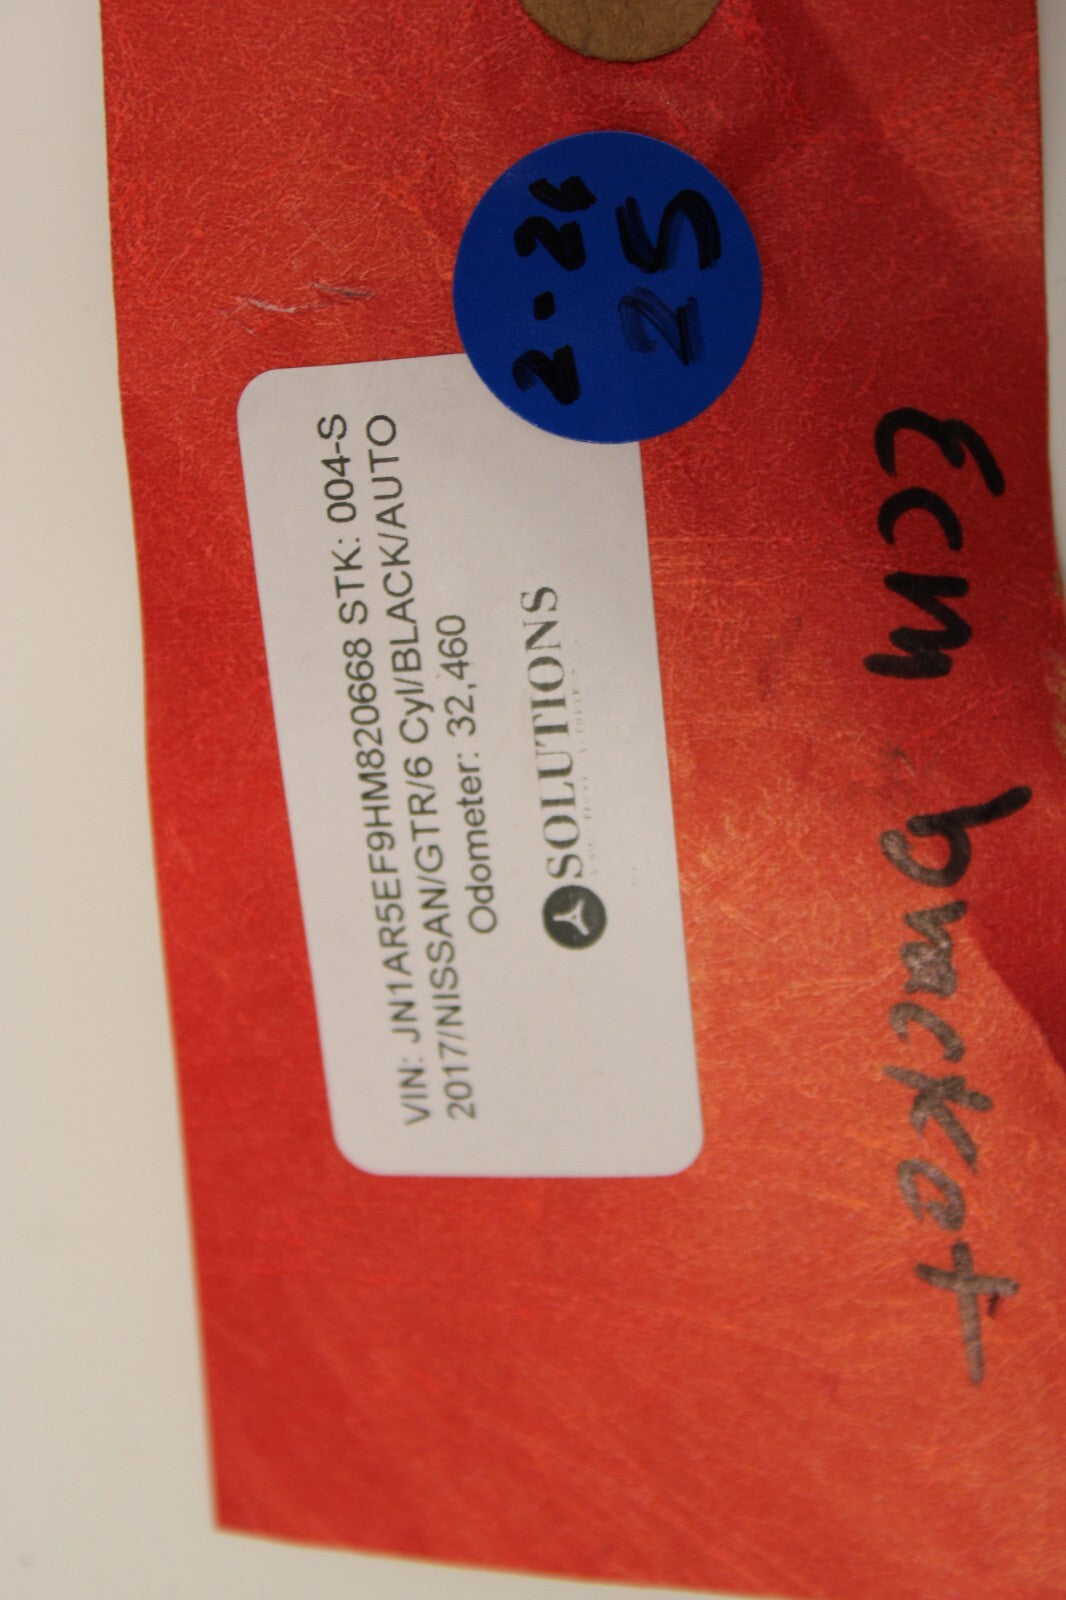 2-26
25
VIN: JN1AR5EF9HM820668 STK: 004-S
2017/NISSAN/GTR/6 Cyl/BLACK/AUTO
Odometer: 32,460
SOLUTIONS
Ecm bracket